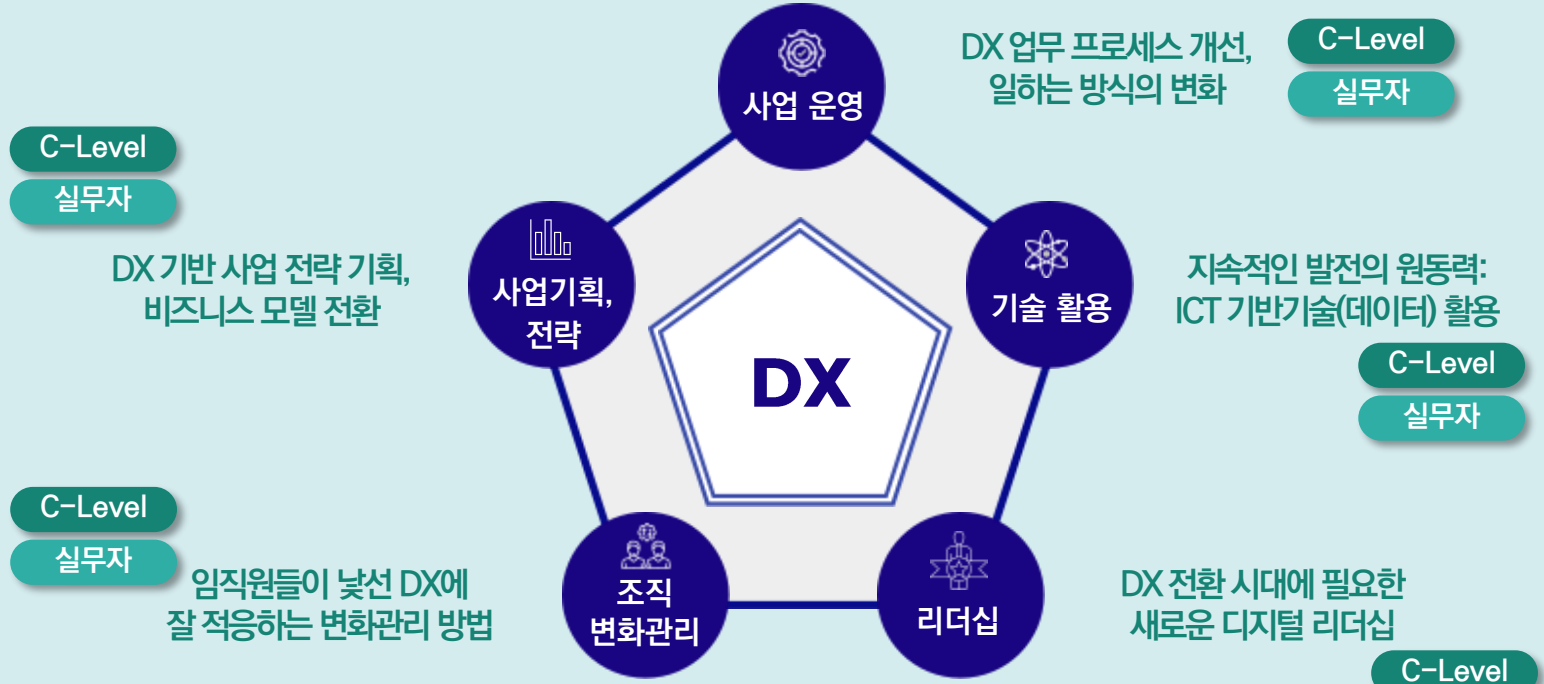 사업 운영
DX 업무 프로세스 개선,
일하는 방식의 변화
C-Level
실무자
C-Level
실무자
DX 기반 사업 전략 기획,
비즈니스 모델 전환
사업기획,
전략
기술 활용
지속적인 발전의 원동력:
ICT 기반기술(데이터) 활용
C-Level
실무자
DX
C-Level
실무자
임직원들이 낯선 DX에
잘 적응하는 변화관리 방법
조직
변화관리
리더십
DX 전환 시대에 필요한
새로운 디지털 리더십
C-Level